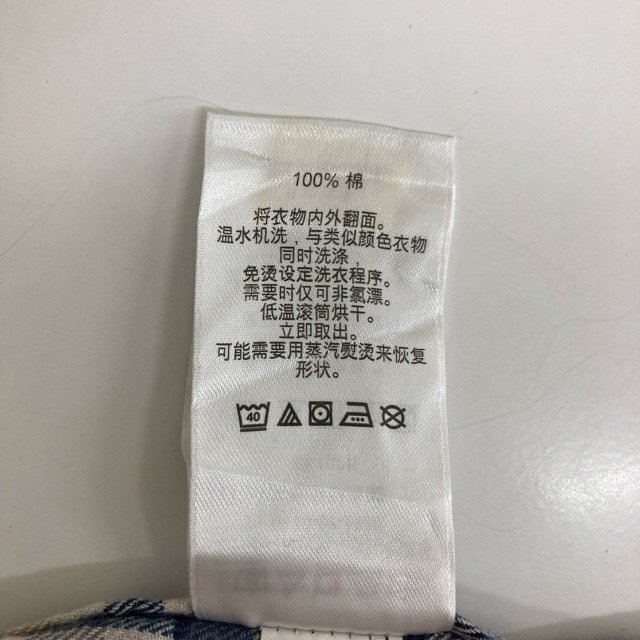 100% 棉
将衣物内外翻面。
温水机洗，与类似颜色衣物
同时洗涤，
免烫设定洗衣程序。
需要时仅可非氯漂。
低温滚筒烘干。
立即取出。
可能需要用蒸汽熨烫来恢复
形状。
40